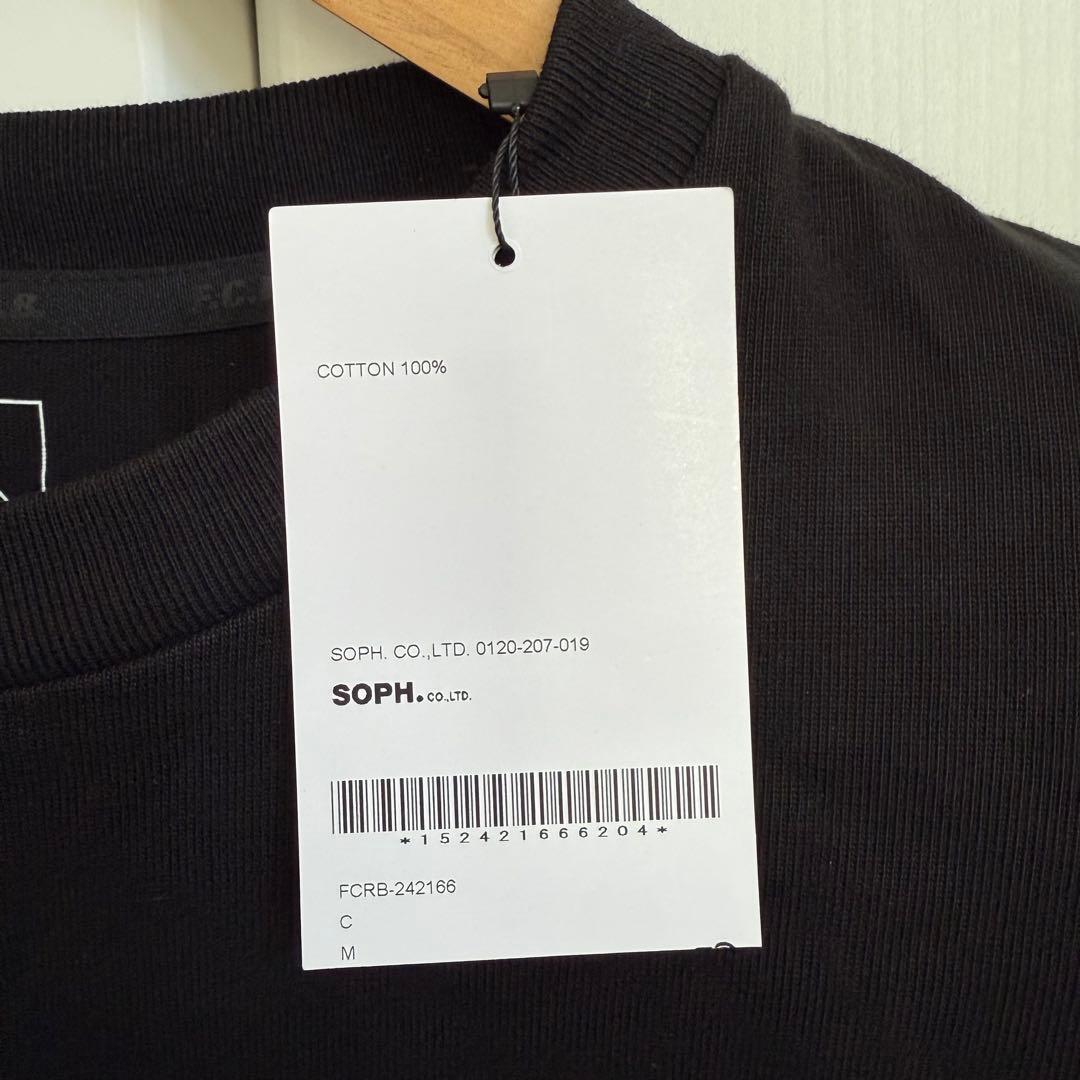 F.C.
COTTON 100%
SOPH. CO.,LTD. 0120-207-019
SOPH. CO.,LTD.
*152421666204*
FCRB-242166
C
M